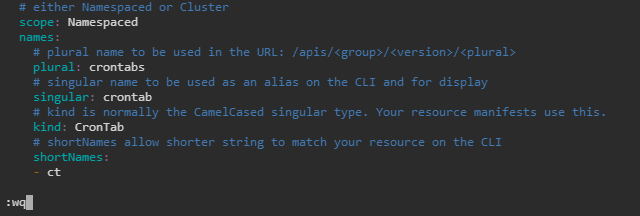 # either Namespaced or Cluster
scope: Namespaced
names:
# plural name to be used in the URL: /apis/<group>/<version>/<plural>
plural: crontabs
# singular name to be used as an alias on the CLI and for display
singular: crontab
# kind is normally the CamelCased singular type. Your resource manifests use this.
kind: CronTab
# shortNames allow shorter string to match your resource on the CLI
shortNames:
- ct
:wq